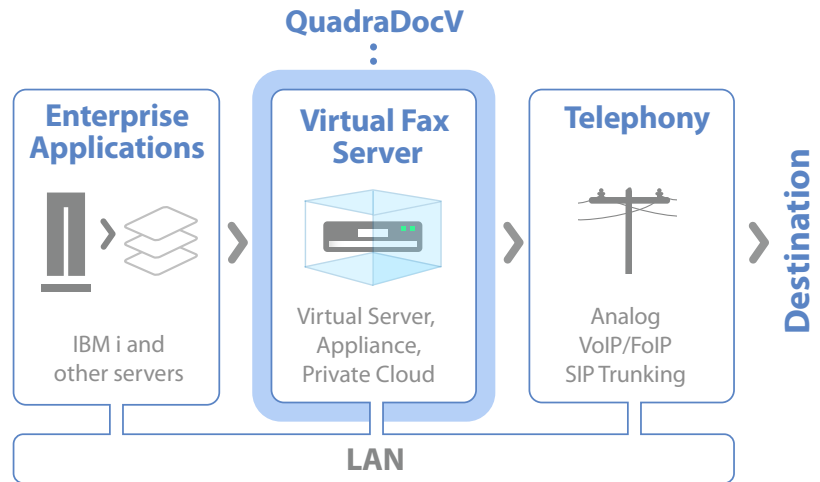 QuadraDocV
Enterprise
Applications
IBM i and
other servers
Virtual Fax
Server
Virtual Server,
Appliance,
Private Cloud
Telephony
Analog
VoIP/FoIP
SIP Trunking
Destination
LAN